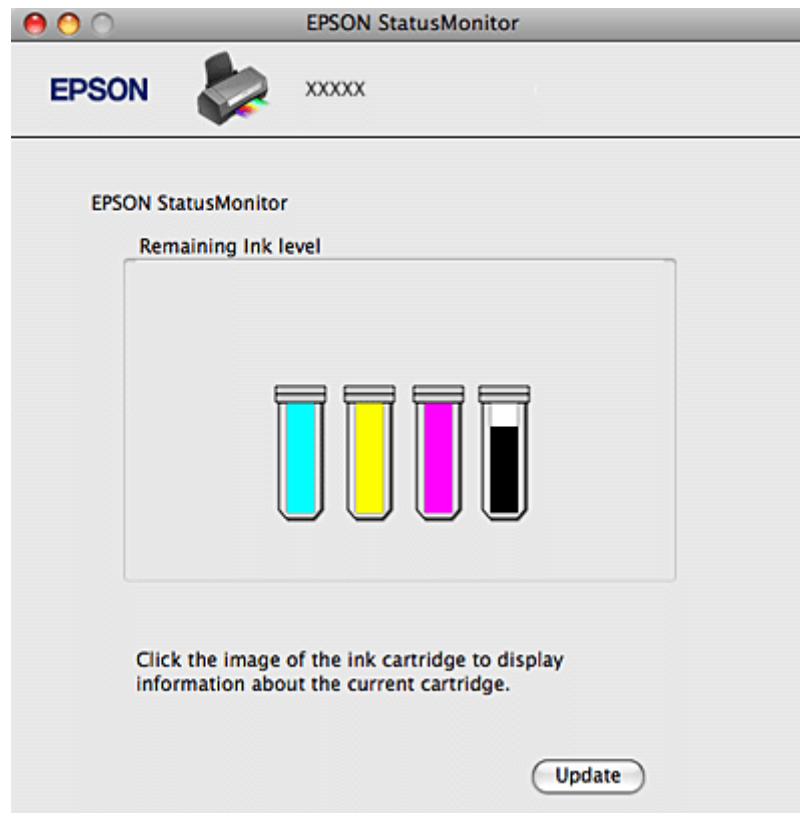 EPSON StatusMonitor
EPSON XXXXX
EPSON StatusMonitor
Remaining Ink level
Click the image of the ink cartridge to display
information about the current cartridge.
Update